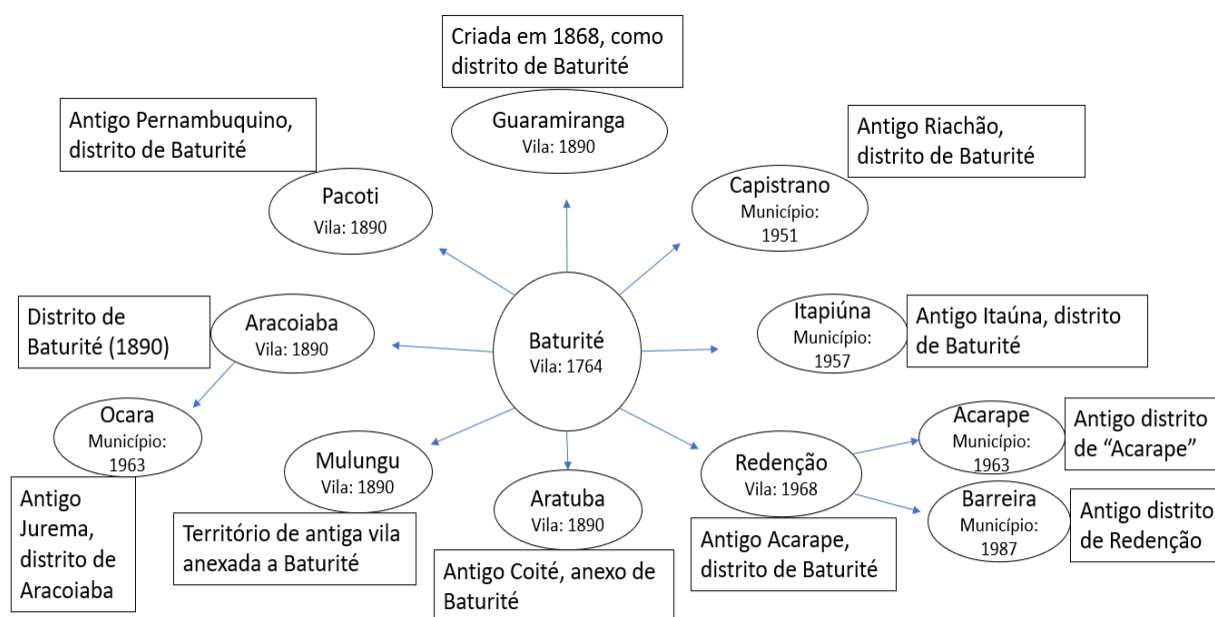 Criada em 1868, como
distrito de Baturité
Guaramiranga
Vila: 1890
Antigo Pernambuquino,
distrito de Baturité
Pacoti
Vila: 1890
Antigo Riachão,
distrito de Baturité
Capistrano
Município:
1951
Distrito de
Baturité (1890)
Aracoiaba
Vila: 1890
Baturité
Vila: 1764
Itapiúna
Município:
1957
Antigo Itaúna, distrito
de Baturité
Ocara
Município:
1963
Antigo
Jurema,
distrito de
Aracoiaba
Mulungu
Vila: 1890
Território de antiga vila
anexada a Baturité
Aratuba
Vila: 1890
Antigo Coité, anexo de
Baturité
Redenção
Vila: 1968
Antigo Acarape,
distrito de Baturité
Acarape
Município:
1963
Antigo distrito
de “Acarape”
Barreira
Município:
1987
Antigo distrito
de Redenção